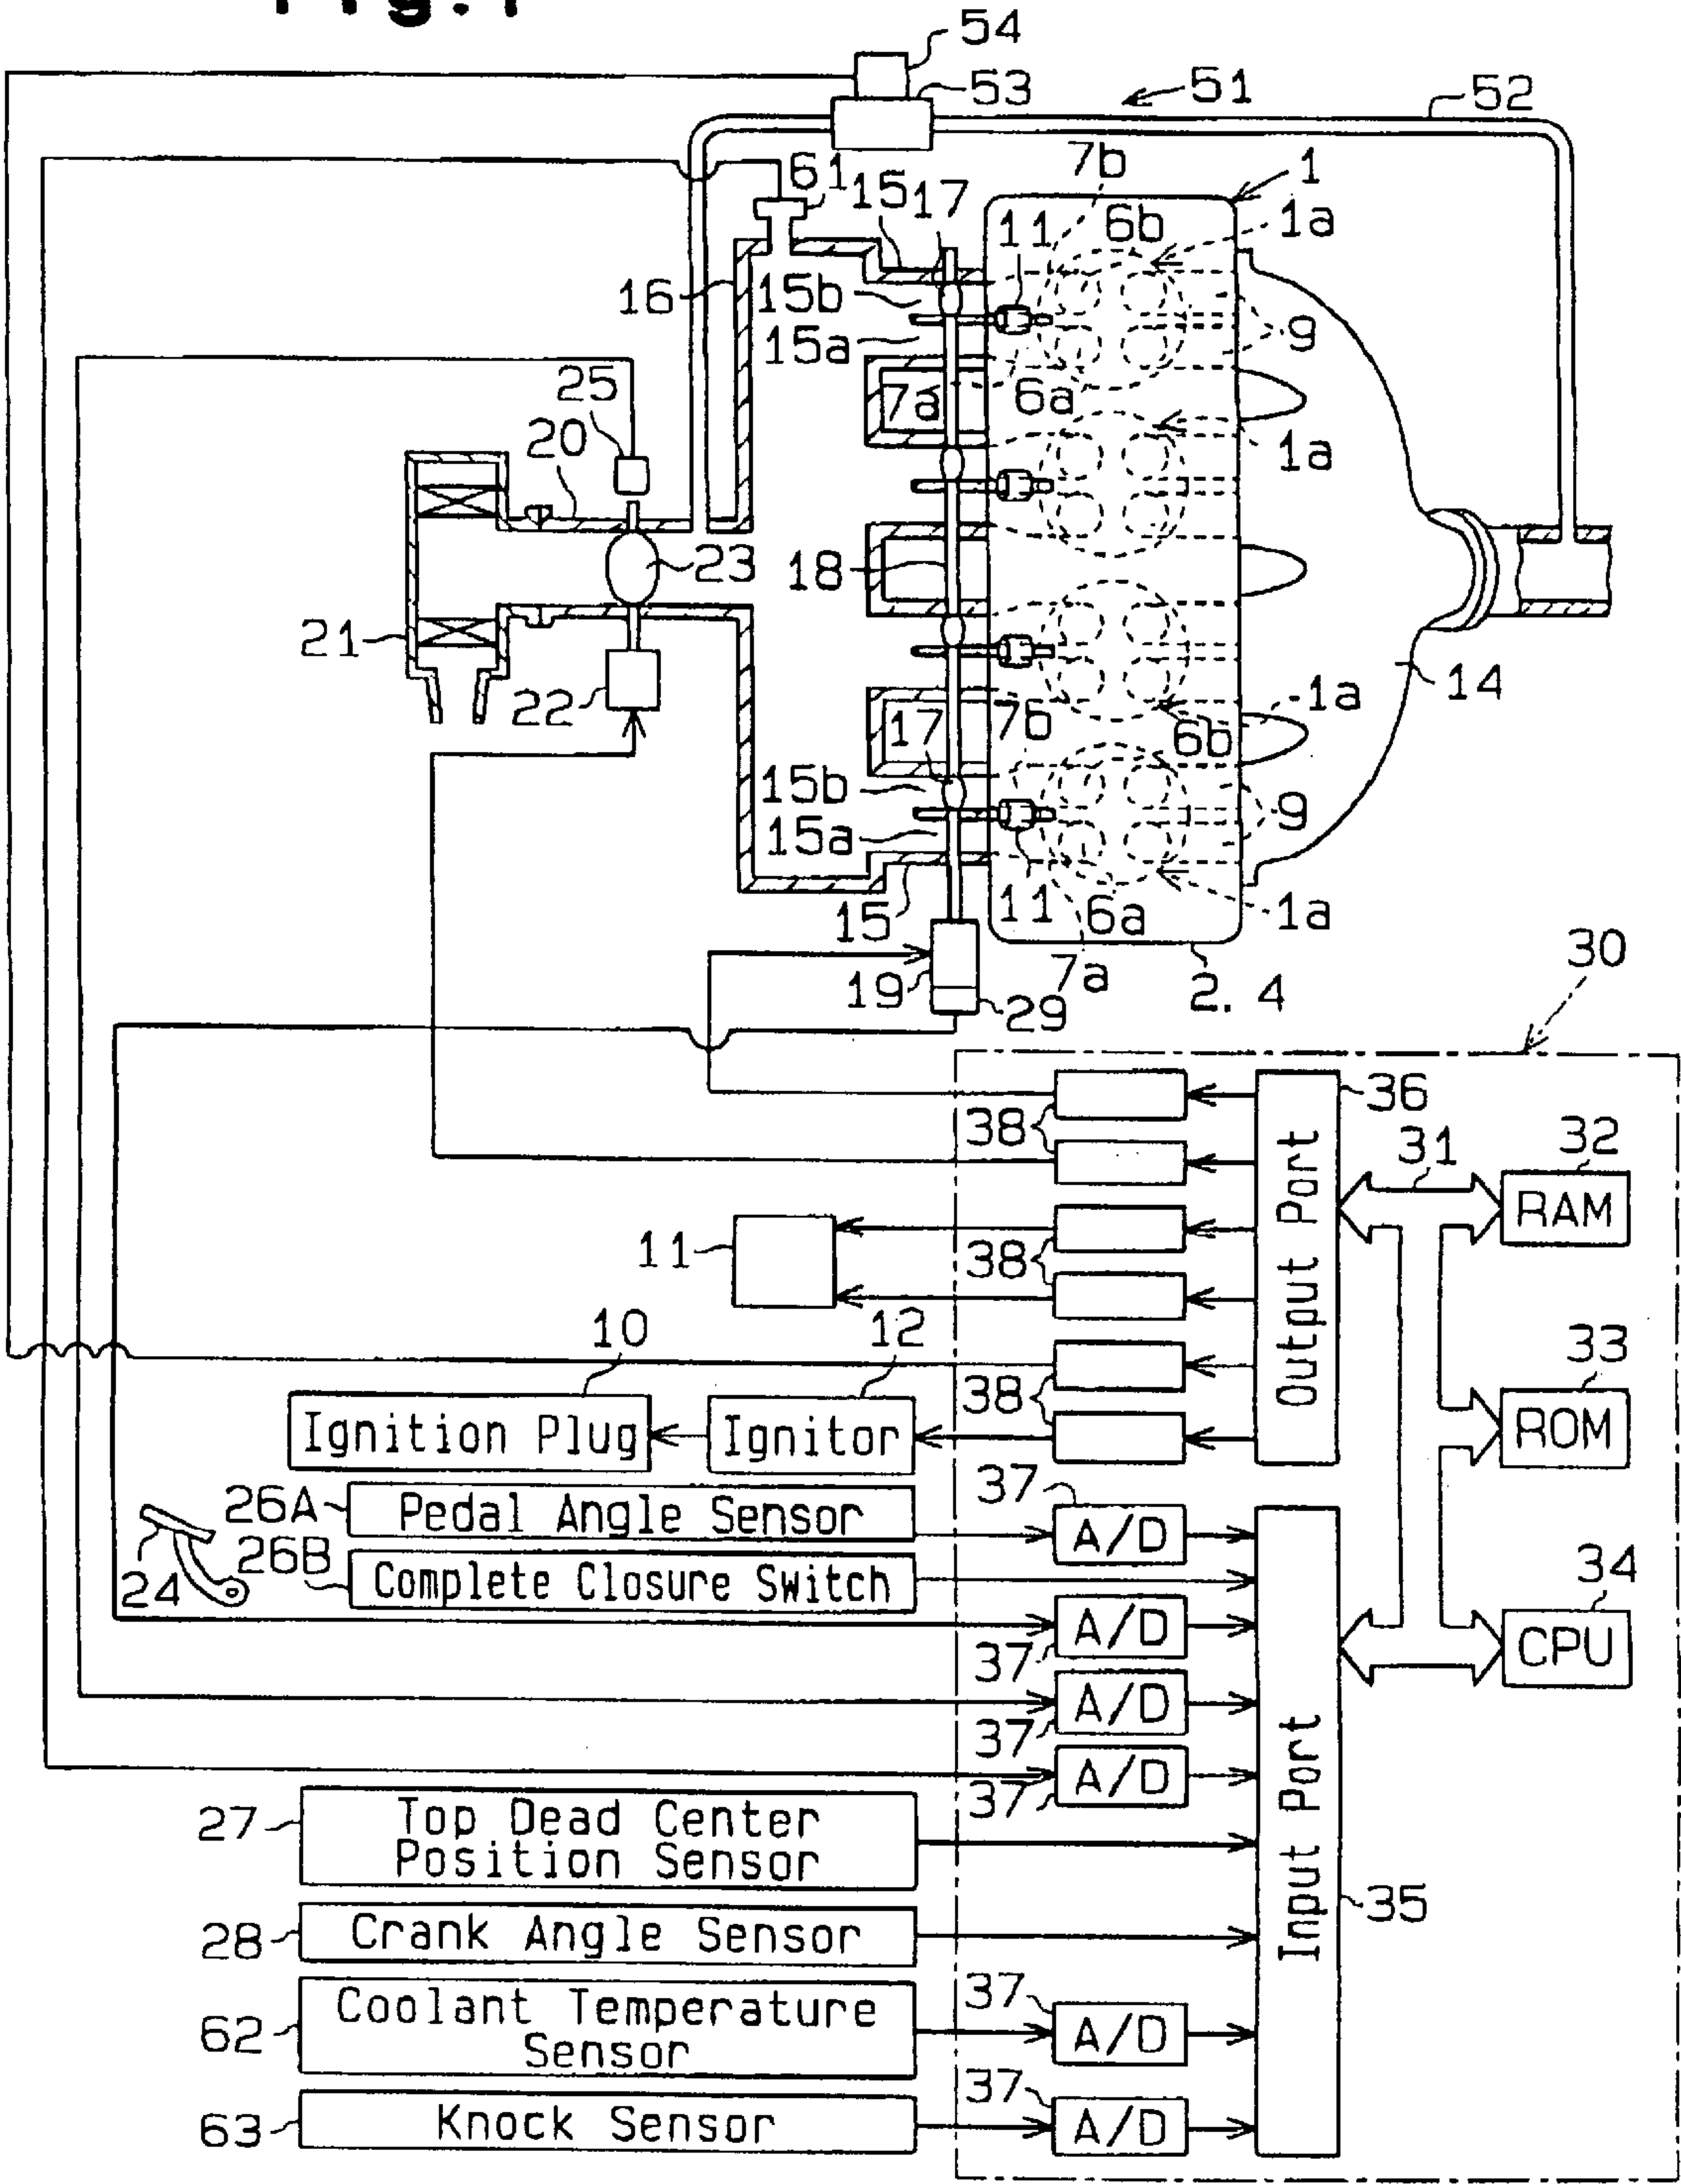 Fig.1
54
53
51
52
7b
1
61
15
17
11
6b
1a
16
15b
9
15a
25
7a
6a
20
1a
18
23
21
22
14
1a
17
7b
6b
15b
9
15a
15
11
6a
1a
19
7a
2. 4
29
30
36
38
31
32
RAM
Output Port
11
38
10
12
33
38
Ignition Plug
Ignitor
ROM
37
26A
Pedal Angle Sensor
A/D
24
26B
Complete Closure Switch
34
A/D
CPU
37
A/D
37
A/D
37
27
Top Dead Center
Position Sensor
Input Port
35
28
Crank Angle Sensor
37
62
Coolant Temperature
Sensor
A/D
37
63
Knock Sensor
A/D